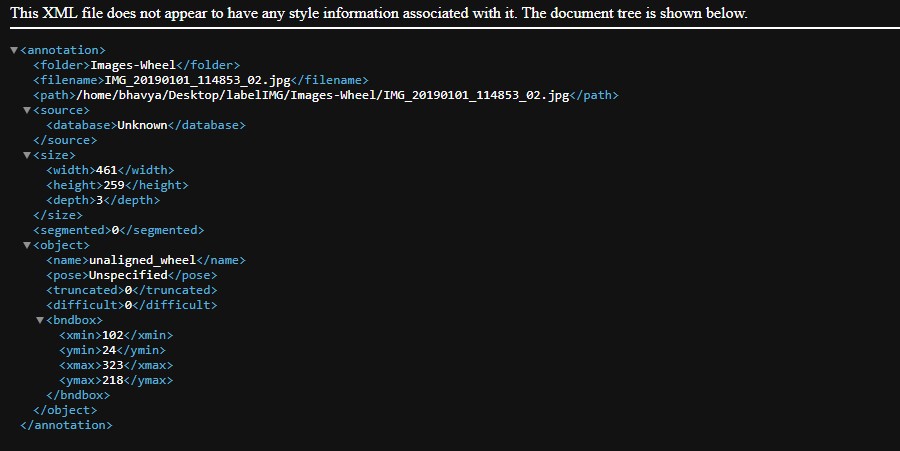 This XML file does not appear to have any style information associated with it. The document tree is shown below.
▼<annotation>
<folder>Images-Wheel</folder>
<filename>IMG_20190101_114853_02.jpg</filename>
<path>/home/bhavya/Desktop/labelIMG/Images-Wheel/IMG_20190101_114853_02.jpg</path>
▼<source>
<database>Unknown</database>
</source>
▼<size>
<width>461</width>
<height>259</height>
<depth>3</depth>
</size>
<segmented>0</segmented>
▼<object>
<name>unaligned_wheel</name>
<pose>Unspecified</pose>
<truncated>0</truncated>
<difficult>0</difficult>
▼<bndbox>
<xmin>102</xmin>
<ymin>24</ymin>
<xmax>323</xmax>
<ymax>218</ymax>
</bndbox>
</object>
</annotation>